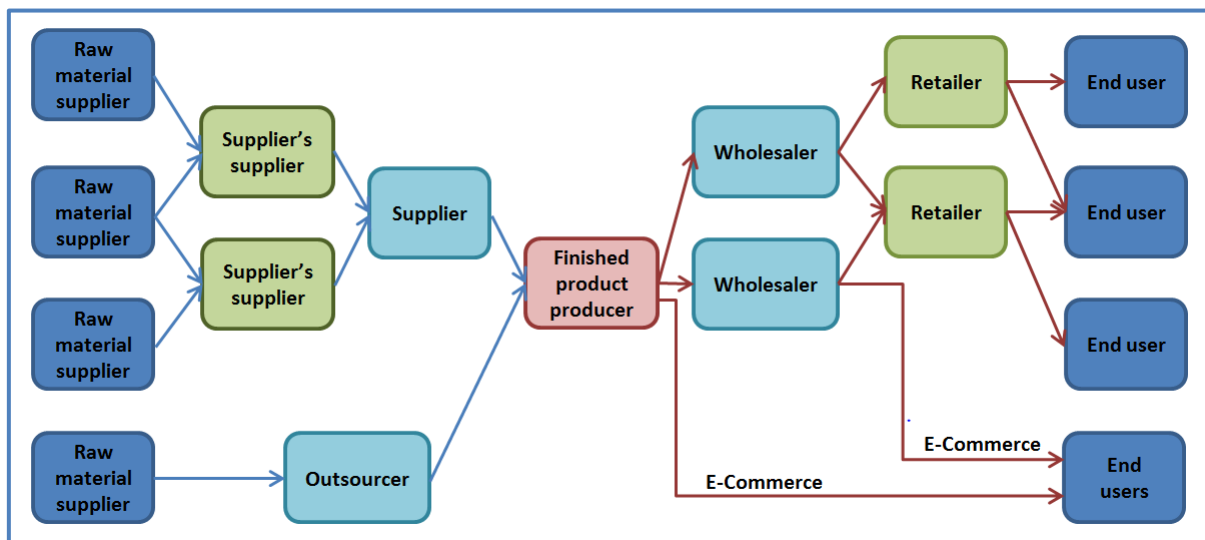 Raw
material
supplier
Raw
material
supplier
Raw
material
supplier
Raw
material
supplier
Supplier's
supplier
Supplier's
supplier
Supplier
Outsourcer
Finished
product
producer
Wholesaler
Wholesaler
Retailer
Retailer
End user
End user
End user
E-Commerce
E-Commerce
End
users